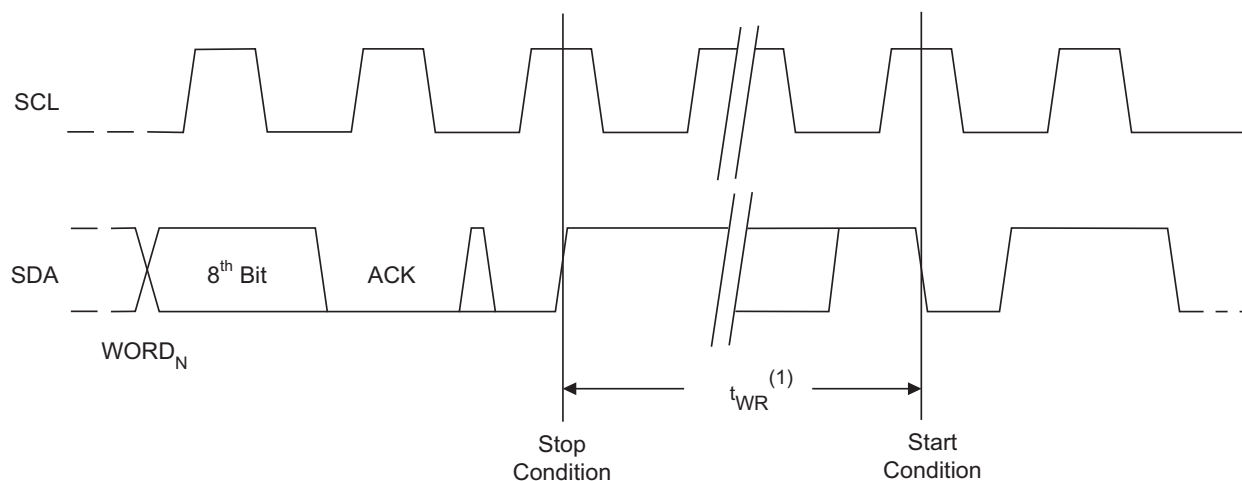 SCL
SDA
8th Bit
ACK
WORDN
tWR(1)
Stop
Condition
Start
Condition